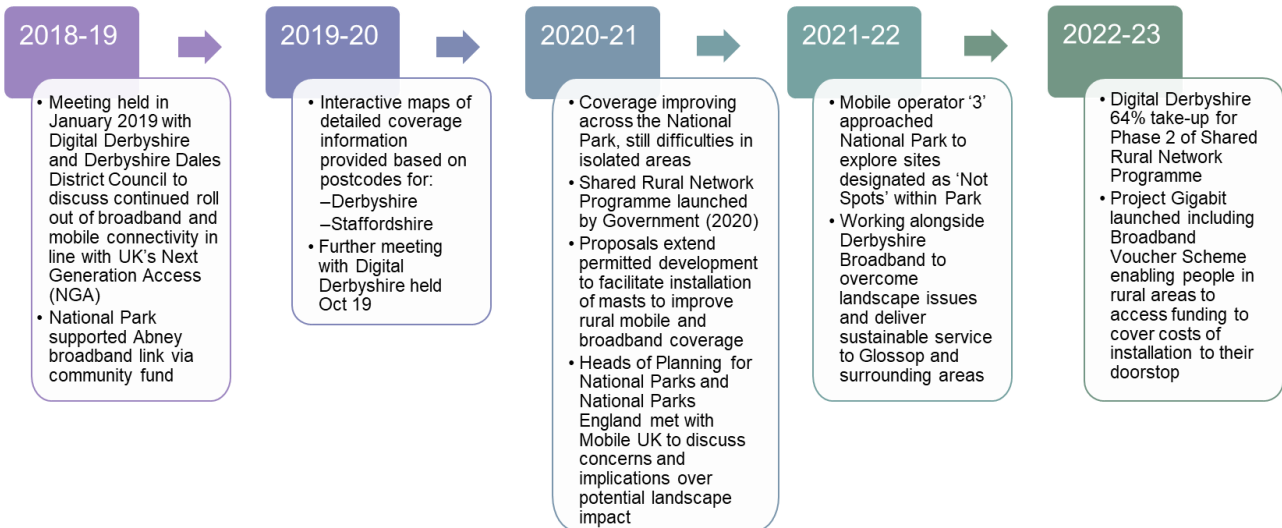 2018-19
• Meeting held in
January 2019 with
Digital Derbyshire
and Derbyshire Dales
District Council to
discuss continued roll
out of broadband and
mobile connectivity in
line with UK's Next
Generation Access
(NGA)
• National Park
supported Abney
broadband link via
community fund
2019-20
• Interactive maps of
detailed coverage
information
provided based on
postcodes for:
–Derbyshire
–Staffordshire
• Further meeting
with Digital
Derbyshire held
Oct 19
2020-21
• Coverage improving
across the National
Park, still difficulties in
isolated areas
• Shared Rural Network
Programme launched
by Government (2020)
• Proposals extend
permitted development
to facilitate installation
of masts to improve
rural mobile and
broadband coverage
• Heads of Planning for
National Parks and
National Parks
England met with
Mobile UK to discuss
concerns and
implications over
potential landscape
impact
2021-22
• Mobile operator '3'
approached
National Park to
explore sites
designated as 'Not
Spots' within Park
• Working alongside
Derbyshire
Broadband to
overcome
landscape issues
and deliver
sustainable service
to Glossop and
surrounding areas
2022-23
• Digital Derbyshire
64% take-up for
Phase 2 of Shared
Rural Network
Programme
• Project Gigabit
launched including
Broadband
Voucher Scheme
enabling people in
rural areas to
access funding to
cover costs of
installation to their
doorstop